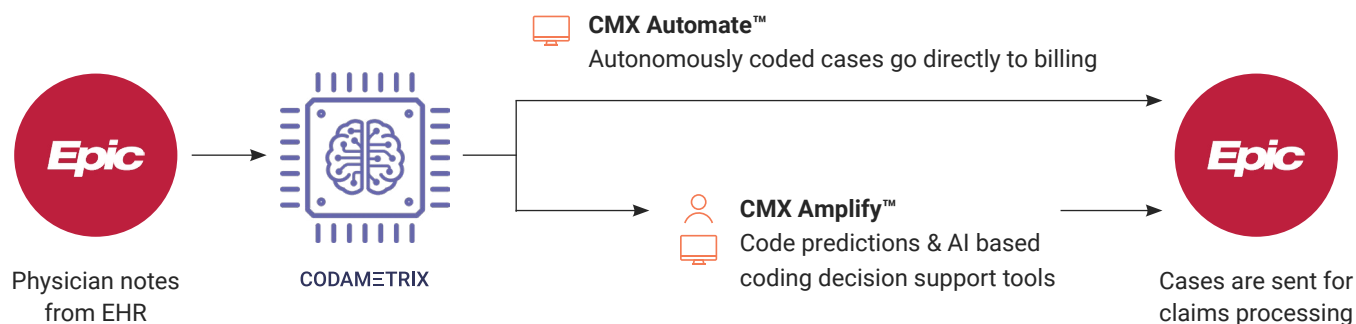 CMX Automate™
Autonomously coded cases go directly to billing
Epic
Physician notes
from EHR
CODAMΞTRIX
CMX Amplify™
Code predictions & AI based
coding decision support tools
Epic
Cases are sent for
claims processing